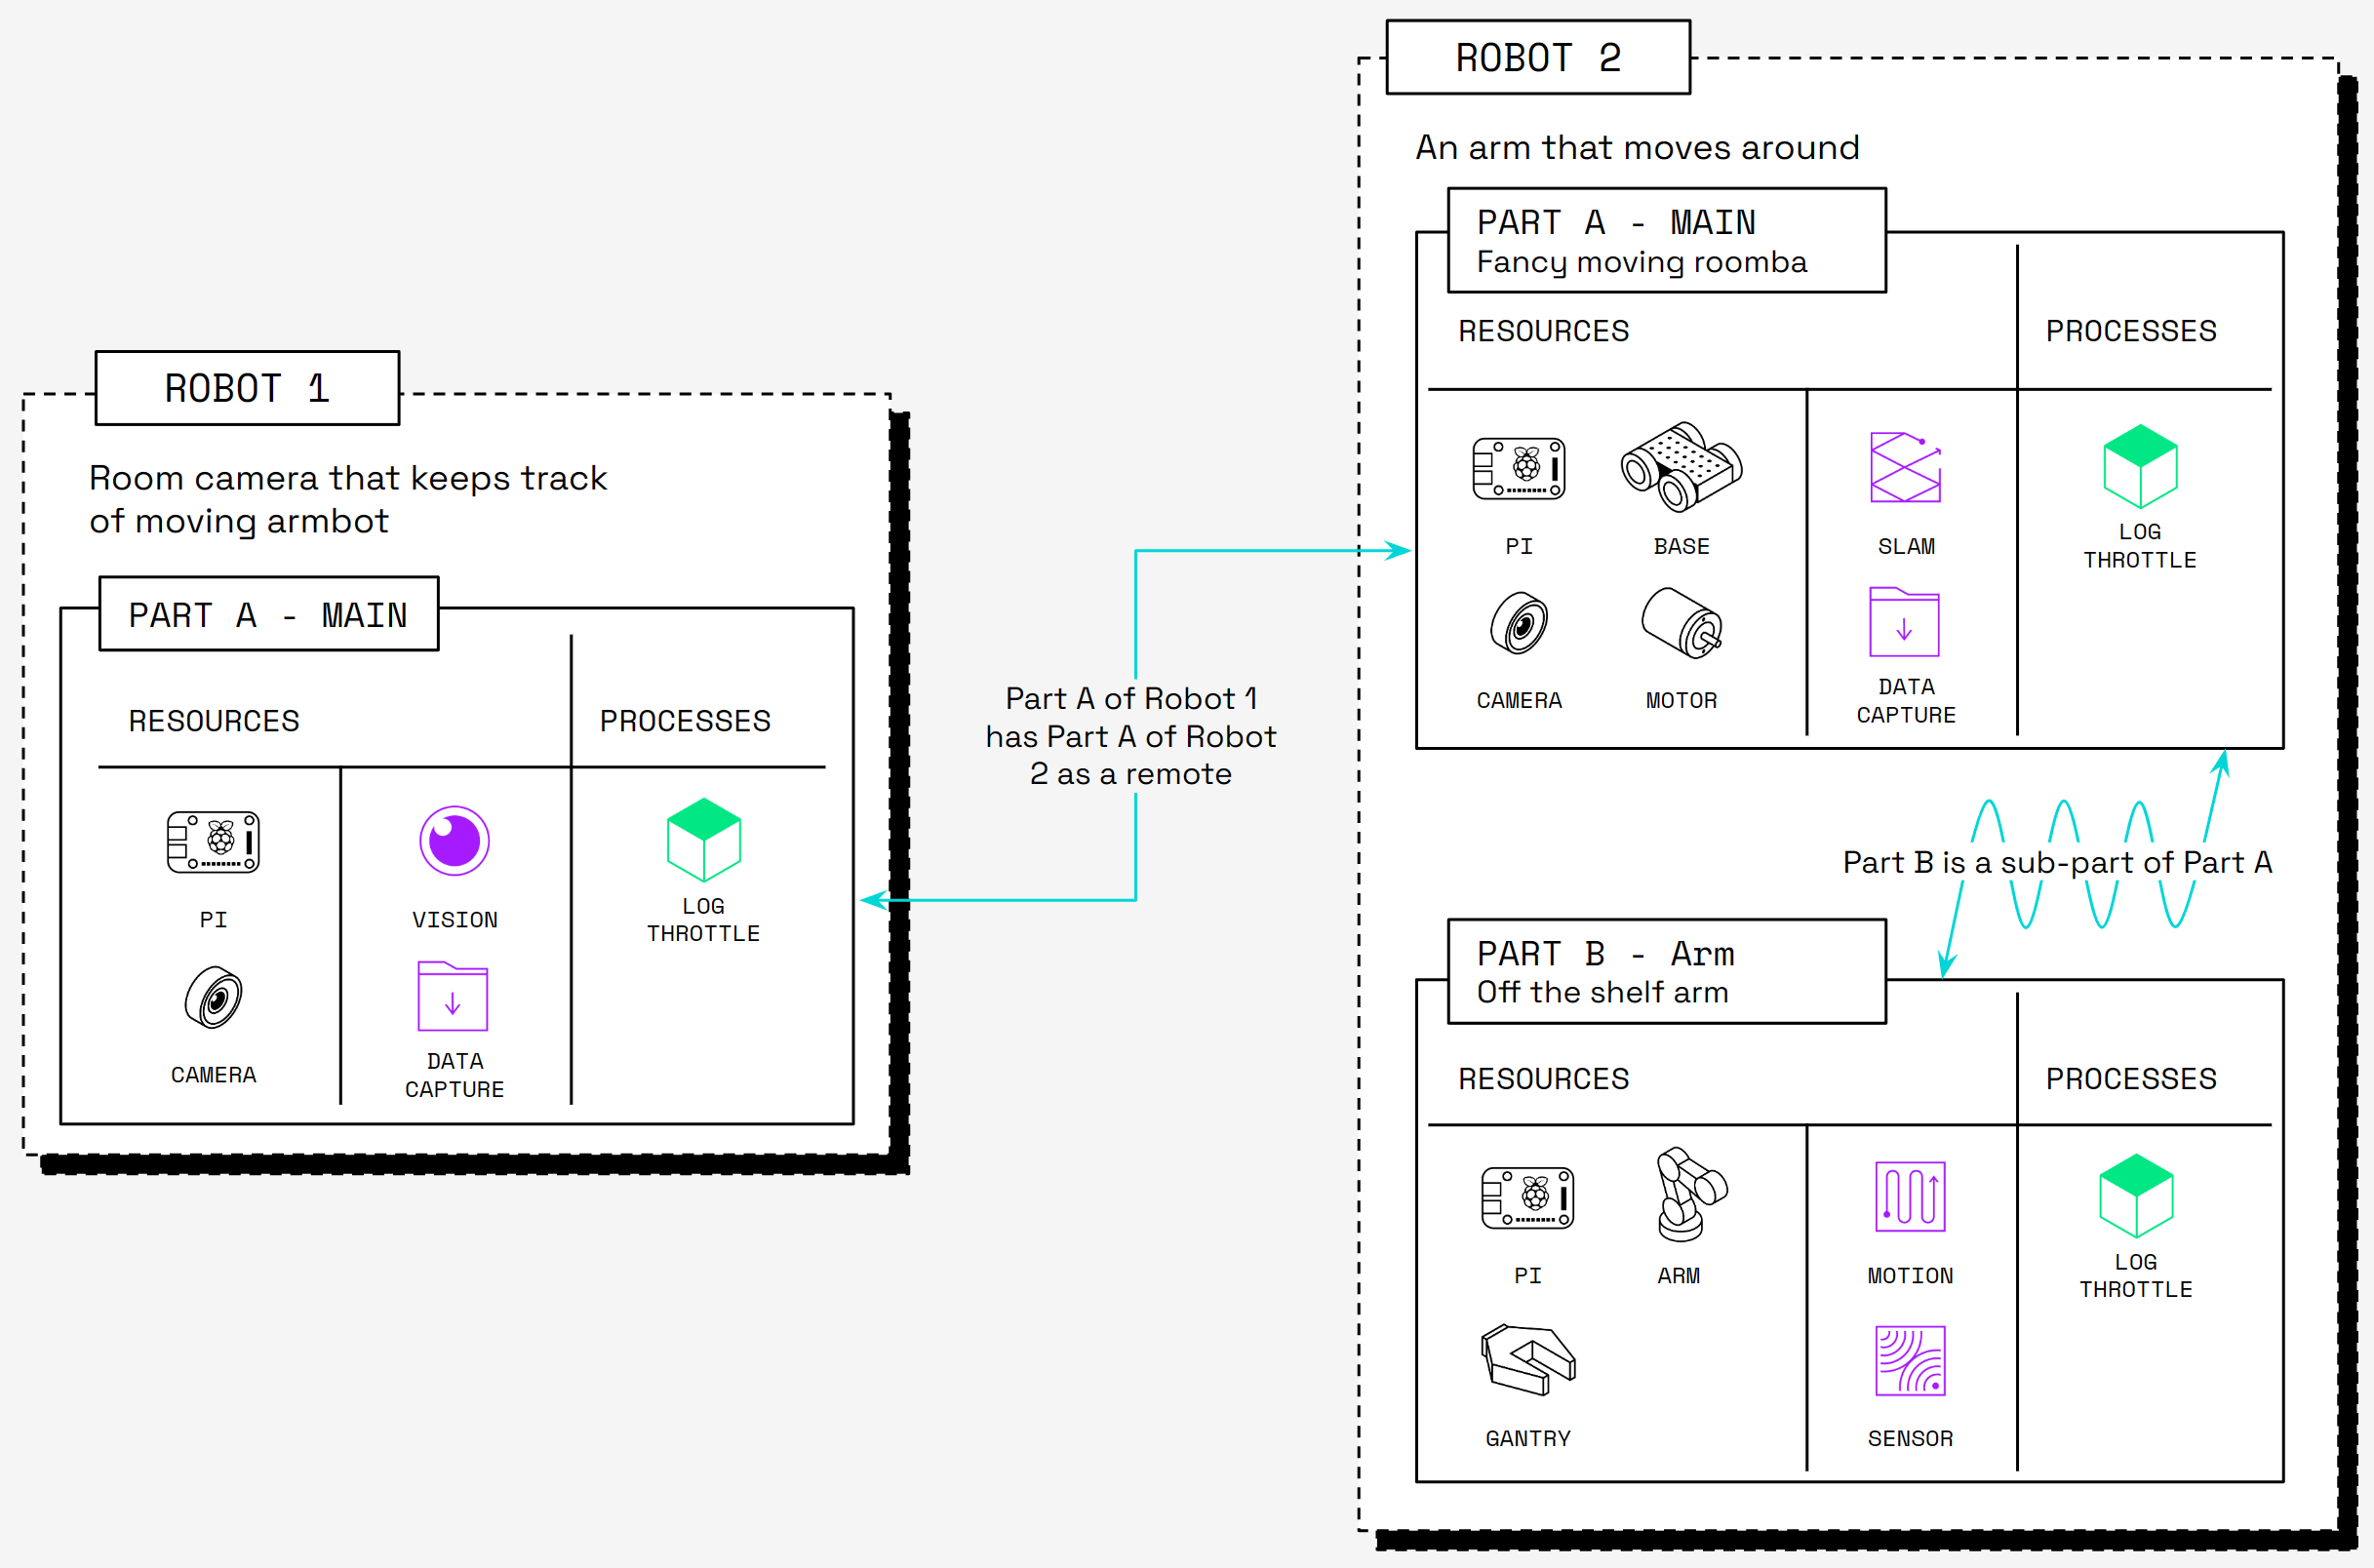 ROBOT 1
Room camera that keeps track
of moving armbot
PART A - MAIN
RESOURCES
PROCESSES
PI
VISION
LOG
THROTTLE
CAMERA
DATA
CAPTURE
Part A of Robot 1
has Part A of Robot
2 as a remote
ROBOT 2
An arm that moves around
PART A - MAIN
Fancy moving roomba
RESOURCES
PROCESSES
PI
BASE
SLAM
LOG
THROTTLE
CAMERA
MOTOR
DATA
CAPTURE
Part B is a sub-part of Part A
PART B - Arm
Off the shelf arm
RESOURCES
PROCESSES
PI
ARM
MOTION
LOG
THROTTLE
GANTRY
SENSOR